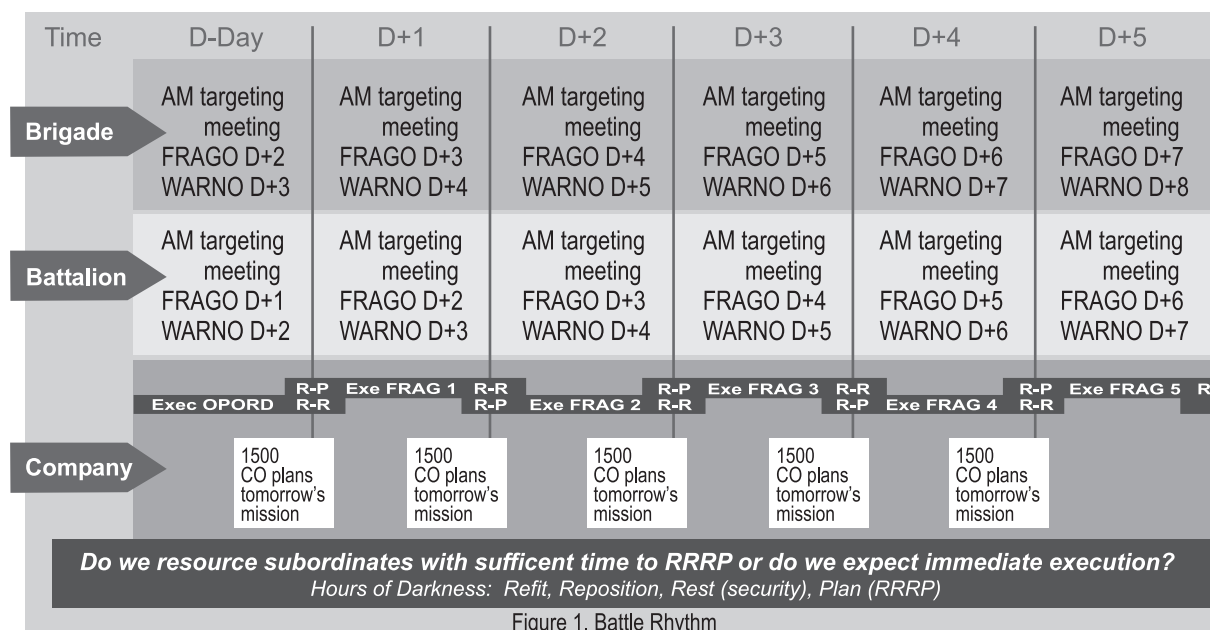 Time D-Day D+1 D+2 D+3 D+4 D+5
Brigade
AM targeting meeting FRAGO D+2 WARNO D+3
AM targeting meeting FRAGO D+3 WARNO D+4
AM targeting meeting FRAGO D+4 WARNO D+5
AM targeting meeting FRAGO D+5 WARNO D+6
AM targeting meeting FRAGO D+6 WARNO D+7
AM targeting meeting FRAGO D+7 WARNO D+8
Battalion
AM targeting meeting FRAGO D+1 WARNO D+2
AM targeting meeting FRAGO D+2 WARNO D+3
AM targeting meeting FRAGO D+3 WARNO D+4
AM targeting meeting FRAGO D+4 WARNO D+5
AM targeting meeting FRAGO D+5 WARNO D+6
AM targeting meeting FRAGO D+6 WARNO D+7
R-P Exe FRAG 1 R-R R-P Exe FRAG 3 R-R R-P Exe FRAG 5 R
Exec OPORD R-R R-P Exe FRAG 2 R-R R-P Exe FRAG 4 R-R
Company
1500 CO plans tomorrow's mission
1500 CO plans tomorrow's mission
1500 CO plans tomorrow's mission
1500 CO plans tomorrow's mission
1500 CO plans tomorrow's mission
Do we resource subordinates with sufficent time to RRRP or do we expect immediate execution?
Hours of Darkness: Refit, Reposition, Rest (security), Plan (RRRP)
Figure 1. Battle Rhythm